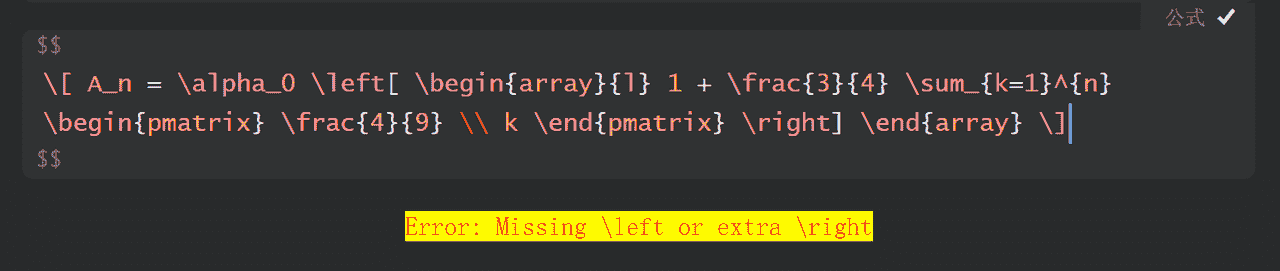 公式 ✔
$$
\[ A_n = \alpha_0 \left[ \begin{array}{l} 1 + \frac{3}{4} \sum_{k=1}^{n}
\begin{pmatrix} \frac{4}{9} \\ k \end{pmatrix} \right] \end{array} \]
$$
Error: Missing \left or extra \right